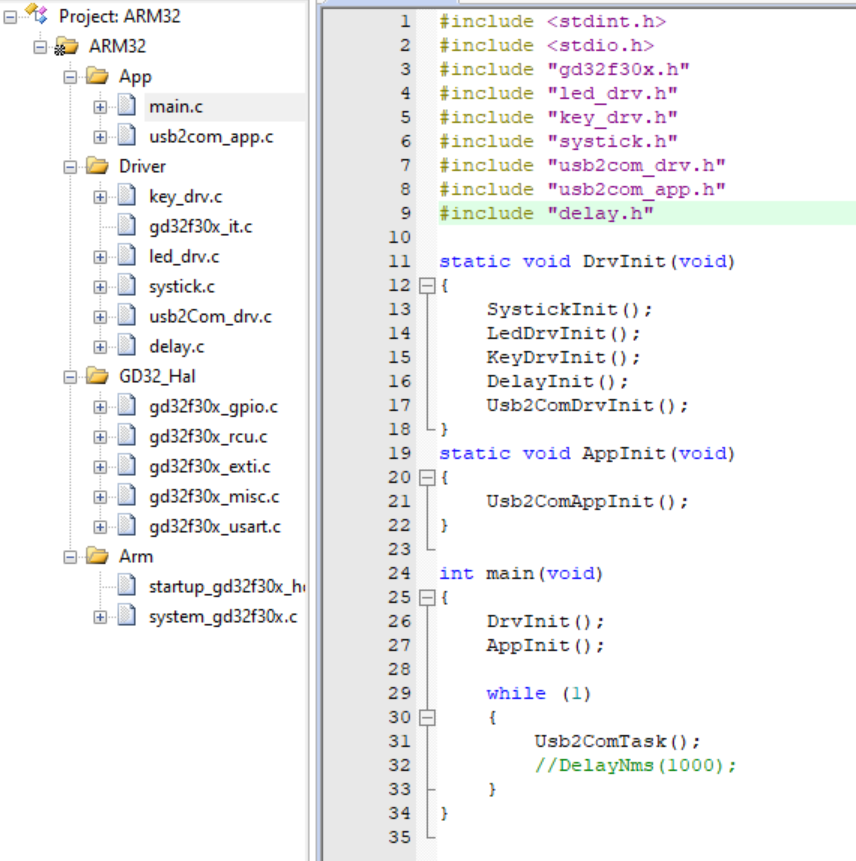 Project: ARM32
ARM32
App
main.c
usb2com_app.c
Driver
key_drv.c
gd32f30x_it.c
led_drv.c
systick.c
usb2Com_drv.c
delay.c
GD32_Hal
gd32f30x_gpio.c
gd32f30x_rcu.c
gd32f30x_exti.c
gd32f30x_misc.c
gd32f30x_usart.c
Arm
startup_gd32f30x_h
system_gd32f30x.c
1 #include <stdint.h>
2 #include <stdio.h>
3 #include "gd32f30x.h"
4 #include "led_drv.h"
5 #include "key_drv.h"
6 #include "systick.h"
7 #include "usb2com_drv.h"
8 #include "usb2com_app.h"
9 #include "delay.h"
10
11 static void DrvInit(void)
12 {
13     SystickInit();
14     LedDrvInit();
15     KeyDrvInit();
16     DelayInit();
17     Usb2ComDrvInit();
18 }
19 static void AppInit(void)
20 {
21     Usb2ComAppInit();
22 }
23
24 int main(void)
25 {
26     DrvInit();
27     AppInit();
28
29     while (1)
30     {
31         Usb2ComTask();
32         //DelayNms(1000);
33     }
34 }
35